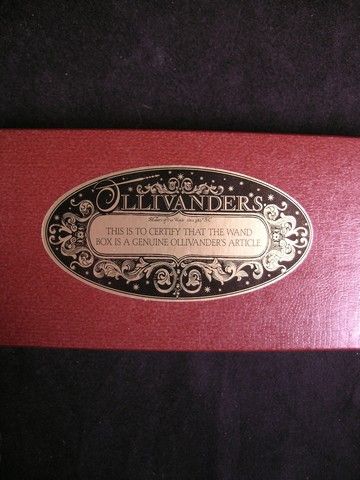 OLLIVANDERS
THIS IS TO CERTIFY THAT THE WAND
BOX IS A GENUINE OLLIVANDER'S ARTICLE.